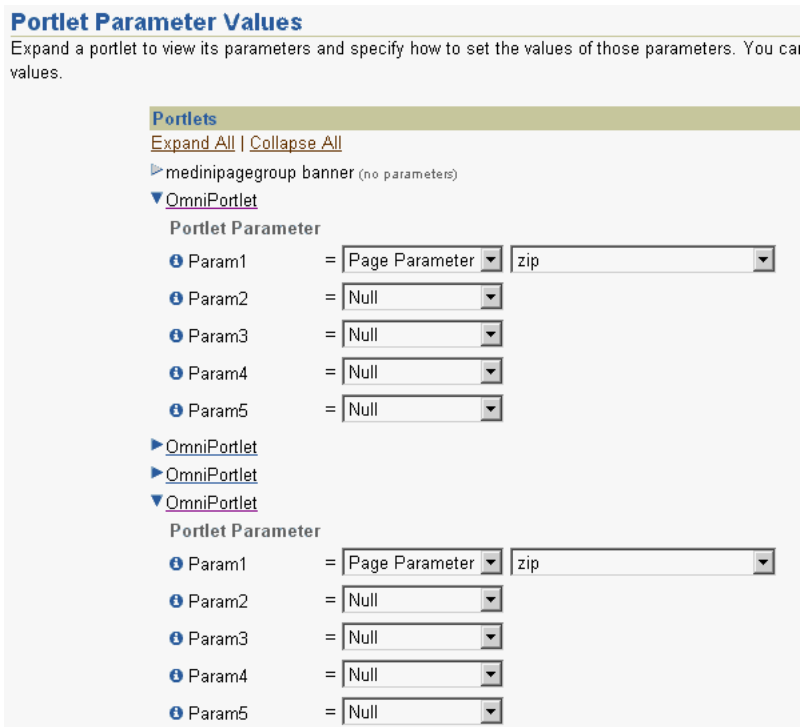 Portlet Parameter Values
Expand a portlet to view its parameters and specify how to set the values of those parameters. You can
values.
Portlets
Expand All | Collapse All
medinipagegroup banner (no parameters)
OmniPortlet
Portlet Parameter
Param1 = Page Parameter zip
Param2 = Null
Param3 = Null
Param4 = Null
Param5 = Null
OmniPortlet
OmniPortlet
OmniPortlet
Portlet Parameter
Param1 = Page Parameter zip
Param2 = Null
Param3 = Null
Param4 = Null
Param5 = Null